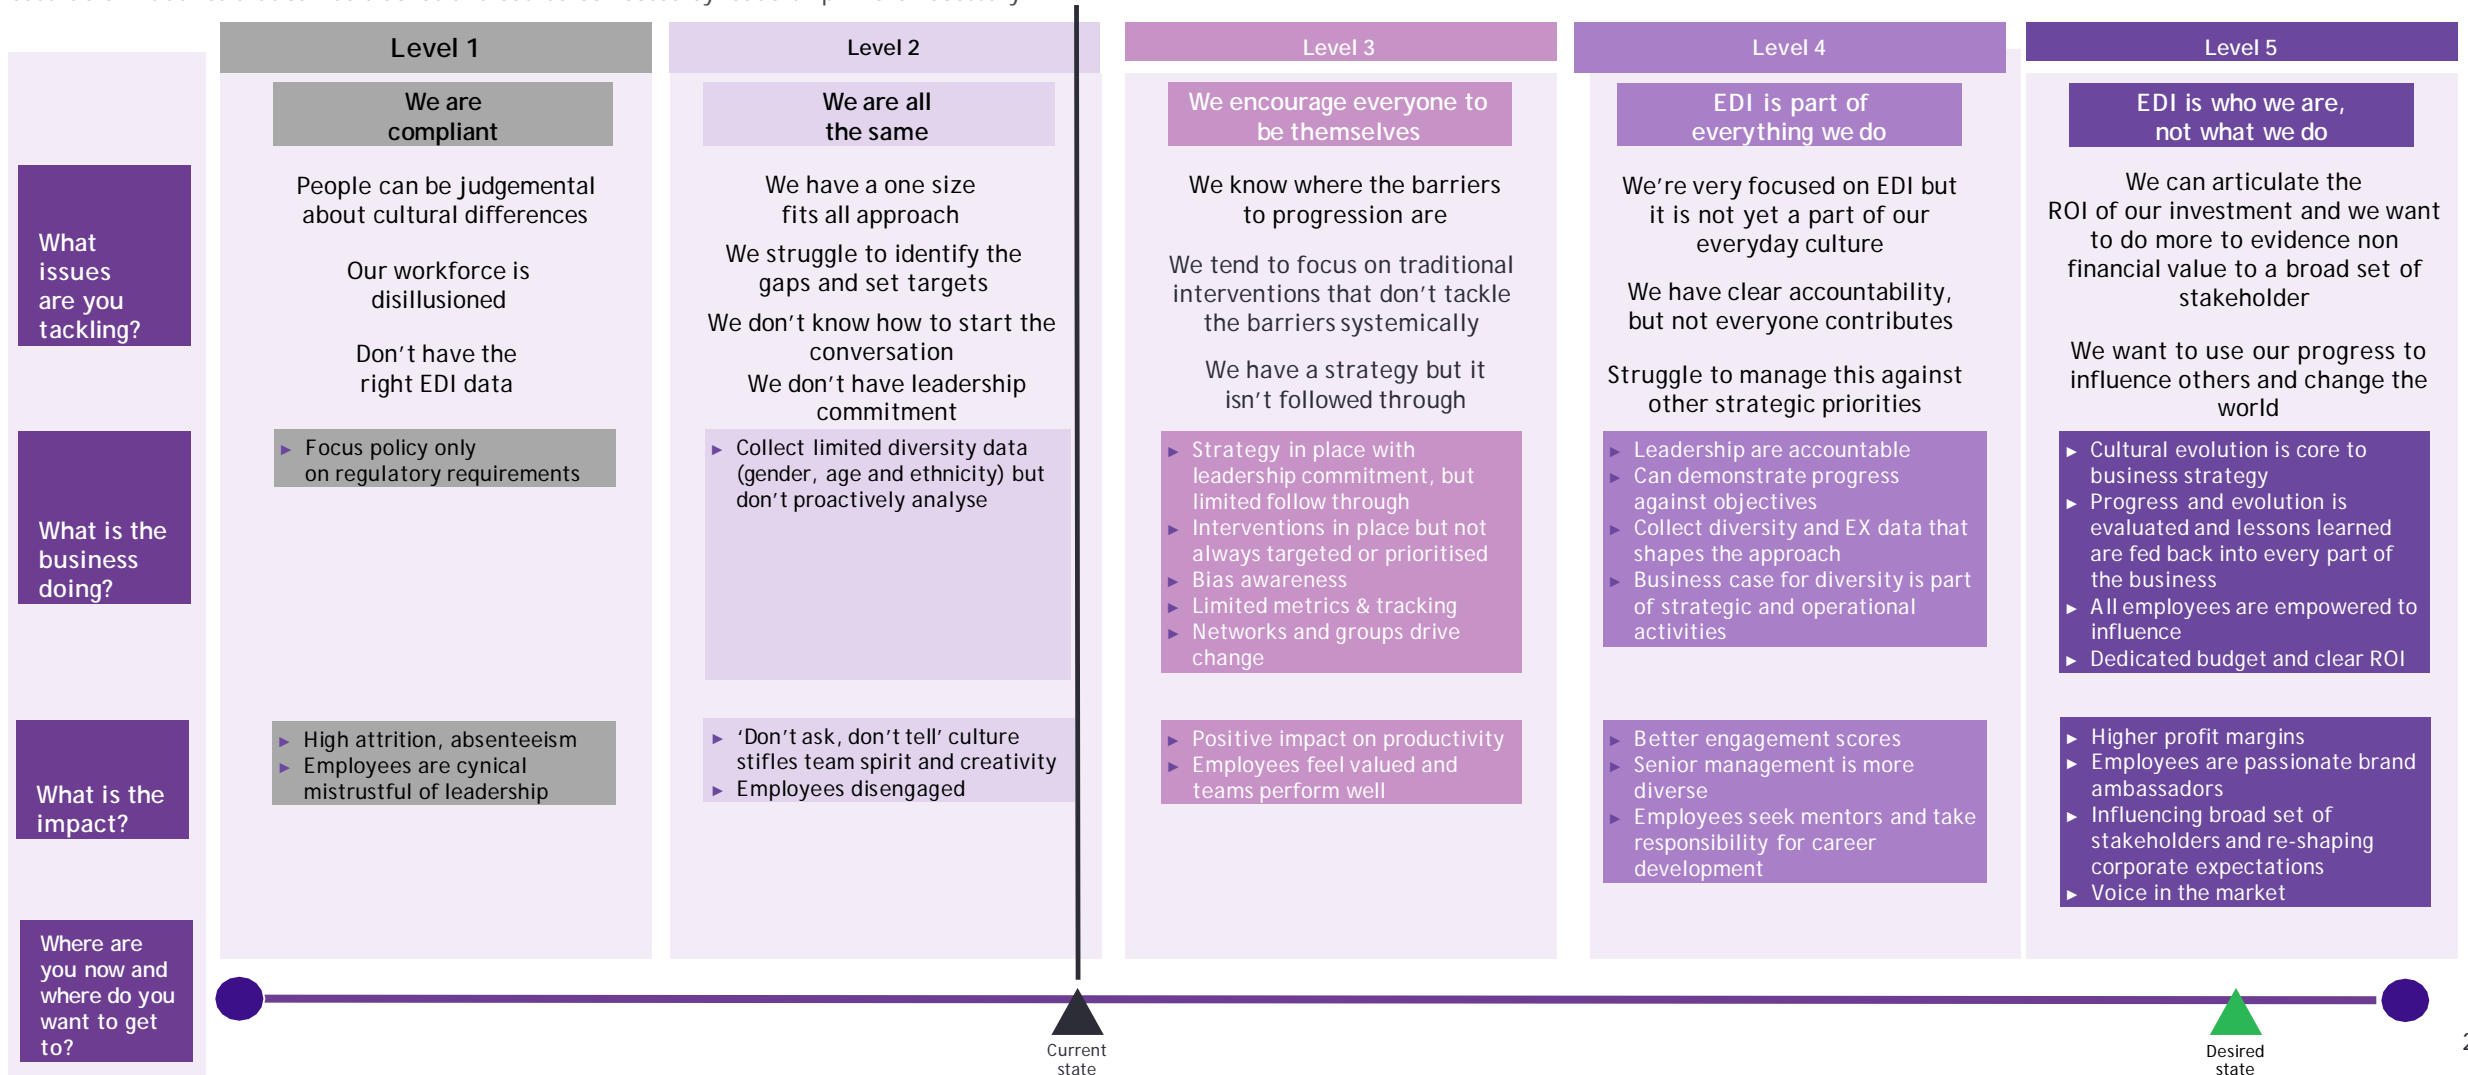 Level 1
Level 2
Level 3
Level 4
Level 5
We are
compliant
We are all
the same
We encourage everyone to
be themselves
EDI is part of
everything we do
EDI is who we are,
not what we do
What
issues
are you
tackling?
People can be judgemental
about cultural differences
Our workforce is
disillusioned
Don't have the
right EDI data
We have a one size
fits all approach
We struggle to identify the
gaps and set targets
We don't know how to start the
conversation
We don't have leadership
commitment
We know where the barriers
to progression are
We tend to focus on traditional
interventions that don't tackle
the barriers systemically
We have a strategy but it
isn't followed through
We're very focused on EDI but
it is not yet a part of our
everyday culture
We have clear accountability,
but not everyone contributes
Struggle to manage this against
other strategic priorities
We can articulate the
ROI of our investment and we want
to do more to evidence non
financial value to a broad set of
stakeholder
We want to use our progress to
influence others and change the
world
What is the
business
doing?
► Focus policy only
on regulatory requirements
► Collect limited diversity data
(gender, age and ethnicity) but
don't proactively analyse
► Strategy in place with
leadership commitment, but
limited follow through
► Interventions in place but not
always targeted or prioritised
► Bias awareness
► Limited metrics & tracking
► Networks and groups drive
change
► Leadership are accountable
► Can demonstrate progress
against objectives
► Collect diversity and EX data that
shapes the approach
► Business case for diversity is part
of strategic and operational
activities
► Cultural evolution is core to
business strategy
► Progress and evolution is
evaluated and lessons learned
are fed back into every part of
the business
► All employees are empowered to
influence
► Dedicated budget and clear ROI
What is the
impact?
► High attrition, absenteeism
► Employees are cynical
mistrustful of leadership
► 'Don't ask, don't tell' culture
stifles team spirit and creativity
► Employees disengaged
► Positive impact on productivity
► Employees feel valued and
teams perform well
► Better engagement scores
► Senior management is more
diverse
► Employees seek mentors and take
responsibility for career
development
► Higher profit margins
► Employees are passionate brand
ambassadors
► Influencing broad set of
stakeholders and re-shaping
corporate expectations
► Voice in the market
Where are
you now and
where do you
want to get
to?
Current
state
Desired
state